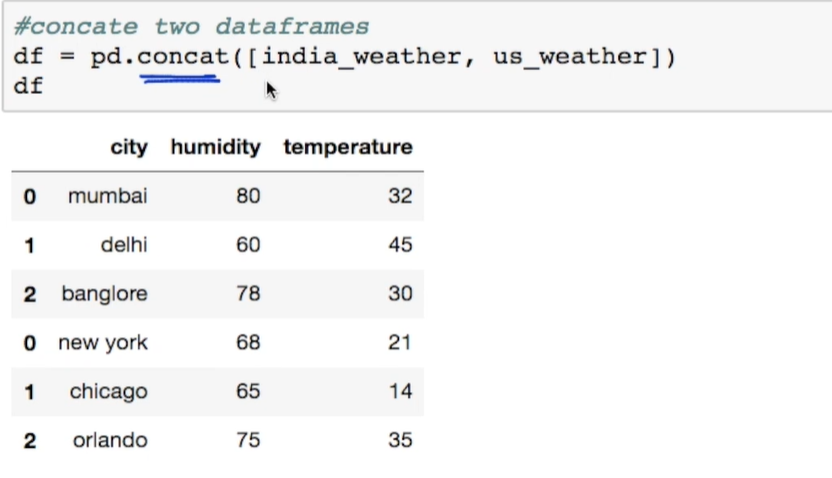 #concate two dataframes
df = pd.concat([india_weather, us_weather])
df
city humidity temperature
0 mumbai 80 32
1 delhi 60 45
2 banglore 78 30
0 new york 68 21
1 chicago 65 14
2 orlando 75 35